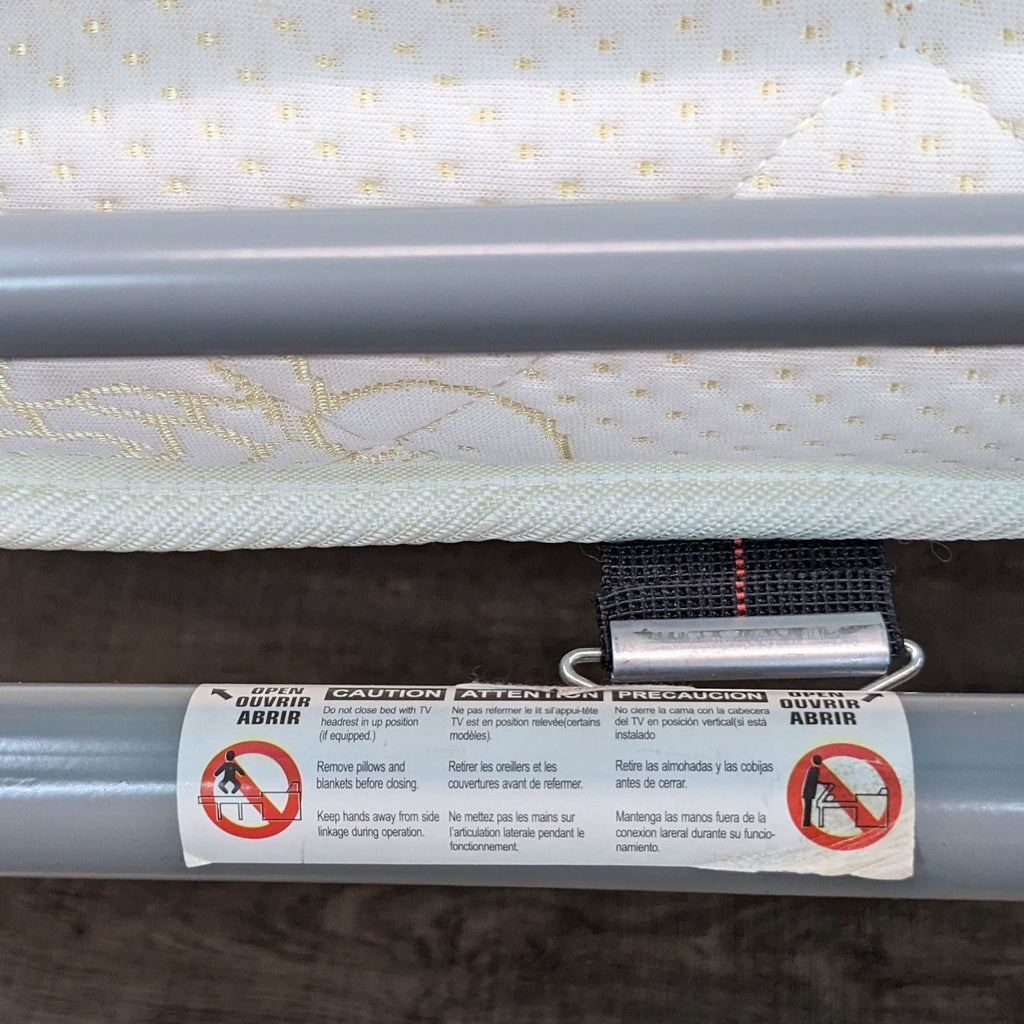 OPEN
OUVRIR
ABRIR
CAUTION
Do not close bed with TV
headrest in up position
(if equipped.)
Remove pillows and
blankets before closing.
Keep hands away from side
linkage during operation.
ATTENTION
Ne pas refermer le lit si'appui-tête
TV est en position relevée(certains
modèles).
Retirer les oreillers et les
couvertures avant de refermer.
Ne mettez pas les mains sur
l'articulation laterale pendant le
fonctionnement.
PRECAUCION
No cierre la cama con la cabecera
del TV en posición vertical(si está
instalado
Retire las almohadas y las cobijas
antes de cerrar.
Mantenga las manos fuera de la
conexion lareral durante su funcio-
namiento.
OPEN
OUVRIR
ABRIR